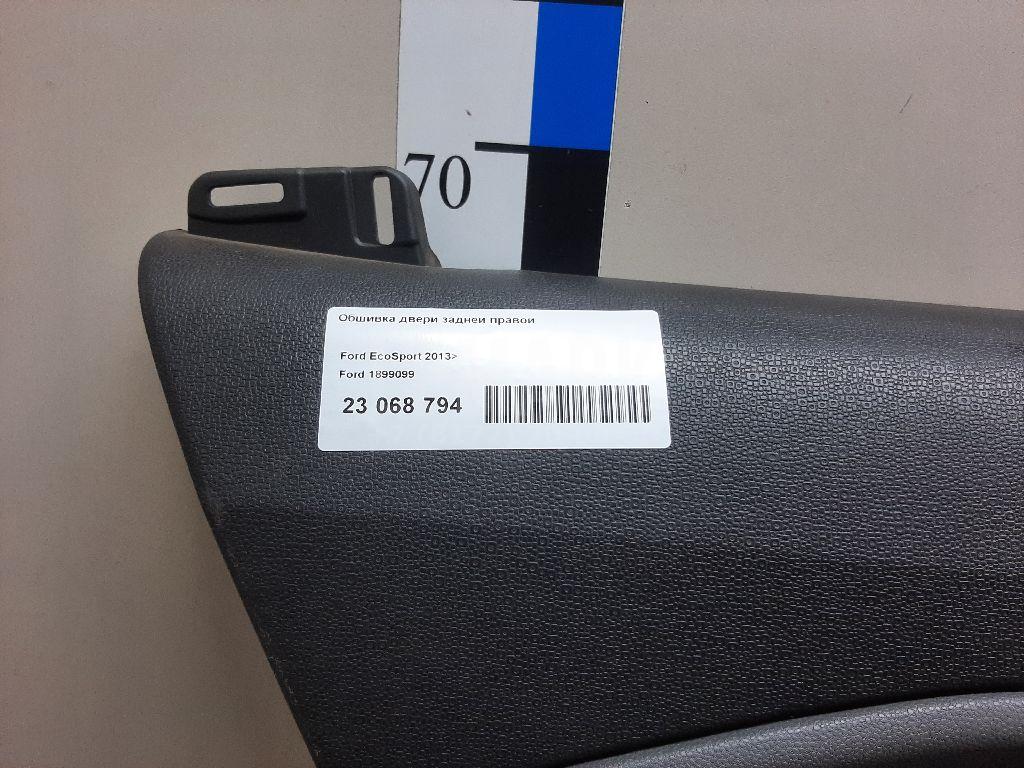 70
Обшивка двери задней правой
Ford EcoSport 2013>
Ford 1899099
23 068 794